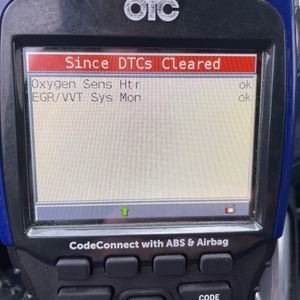 OTC
Since DTCs Cleared
Oxygen Sens Htr ok
EGR/VVT Sys Mon ok
CodeConnect with ABS & Airbag
CODE